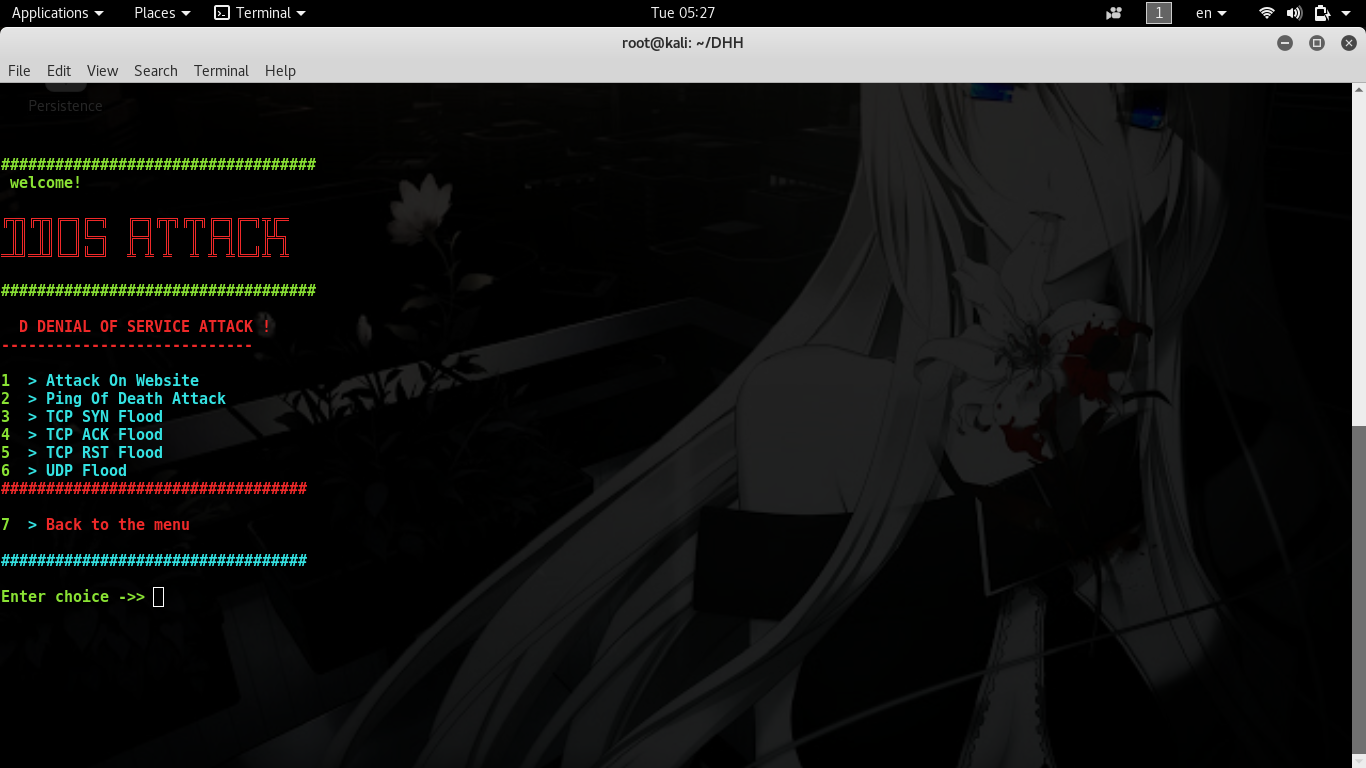 Applications Places Terminal Tue 05:27 1 en
root@kali: ~/DHH
File Edit View Search Terminal Help
Persistence
##################################
welcome!
DDOS ATTACK
##################################
D DENIAL OF SERVICE ATTACK !
----------------------------
1 > Attack On Website
2 > Ping Of Death Attack
3 > TCP SYN Flood
4 > TCP ACK Flood
5 > TCP RST Flood
6 > UDP Flood
##################################
7 > Back to the menu
##################################
Enter choice ->>